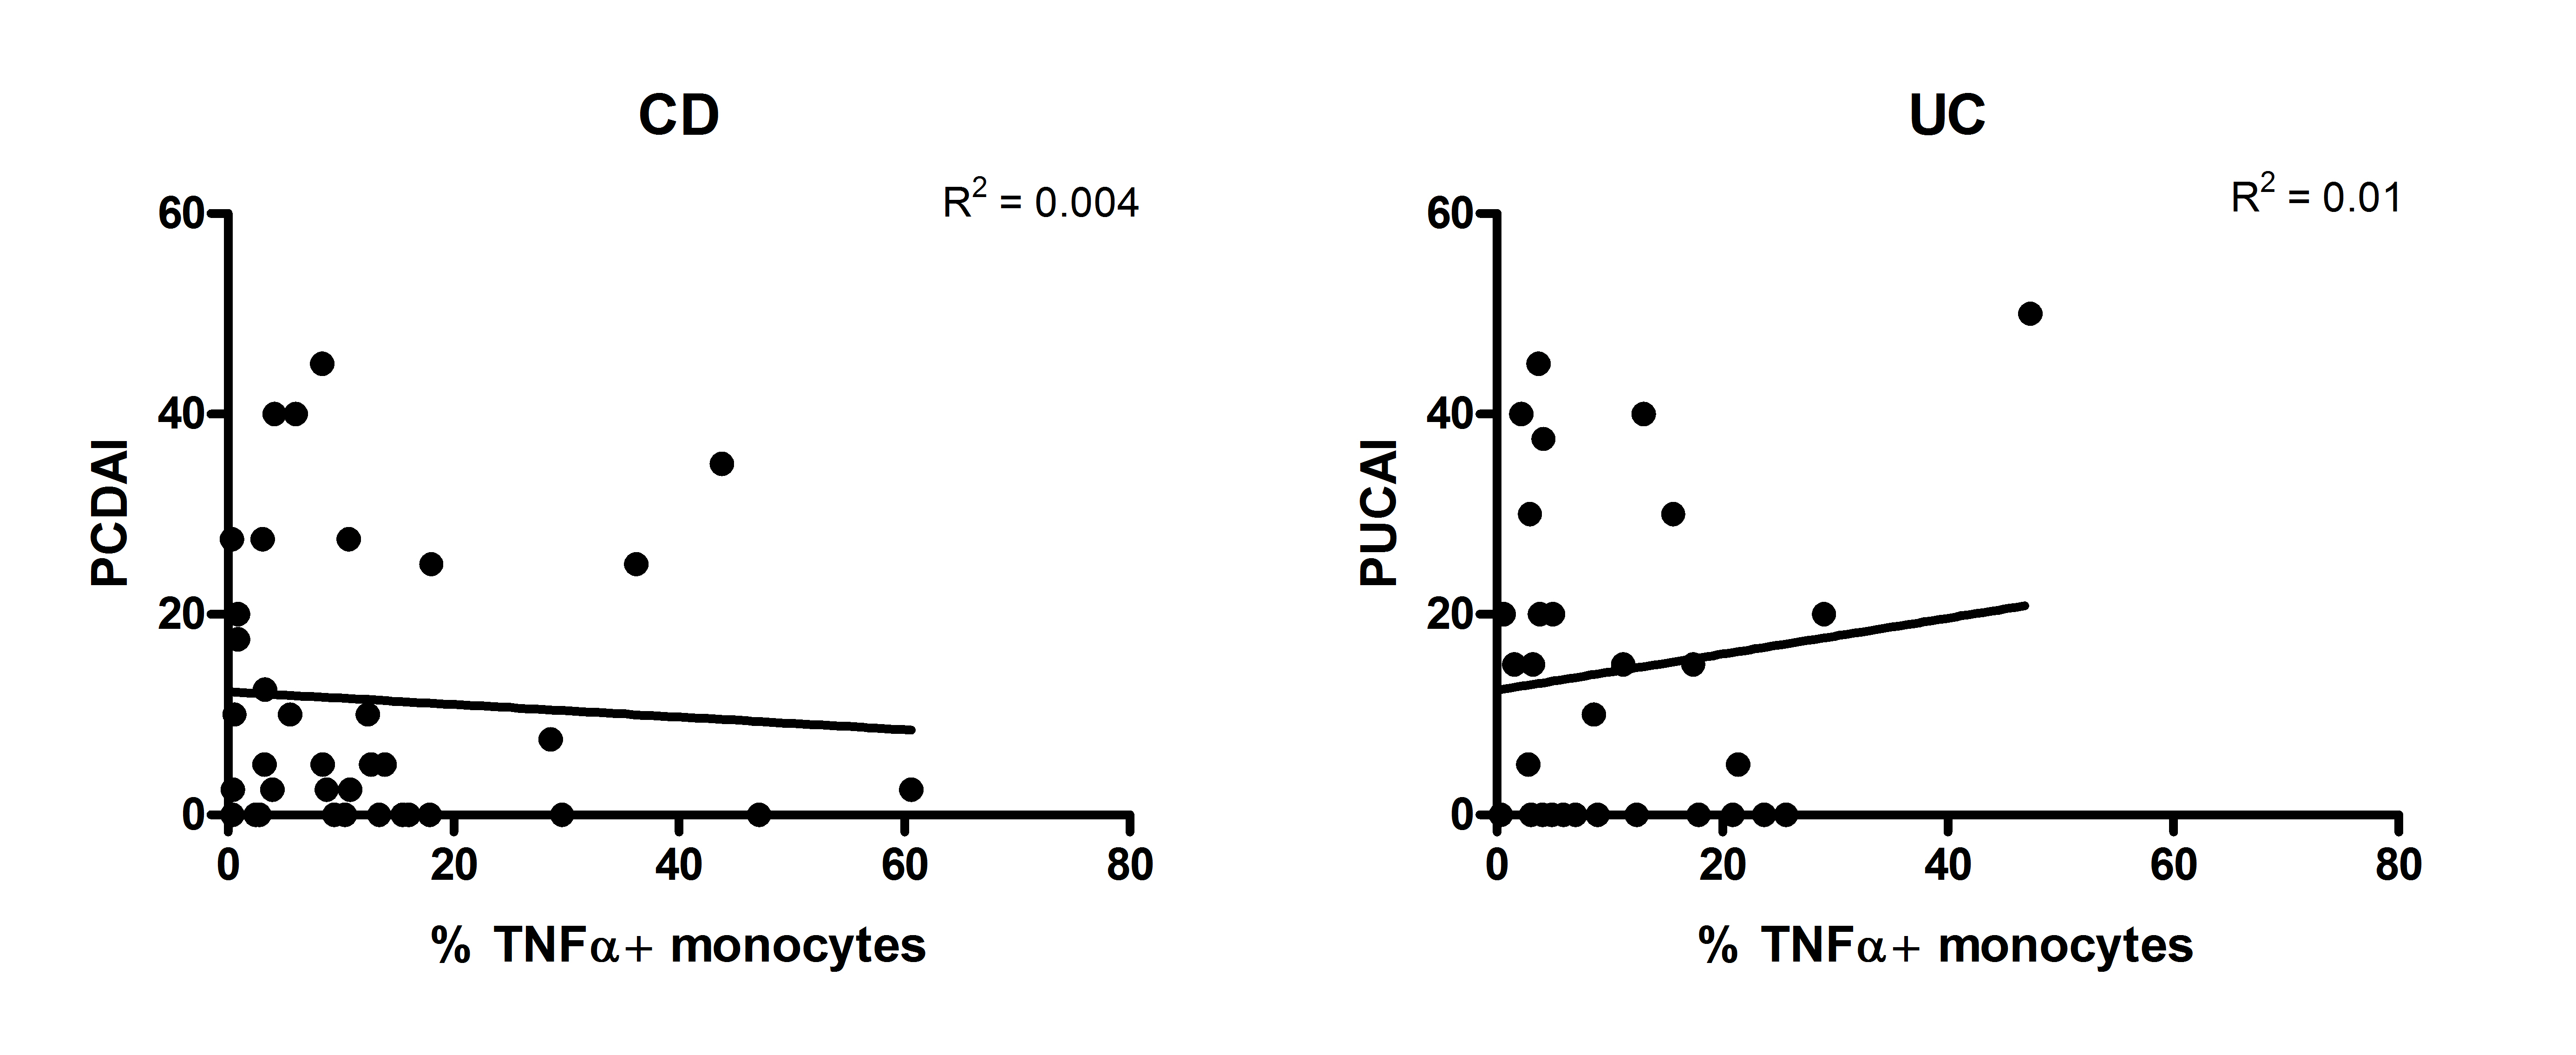 CD
R² = 0.004
60
40
20
0
PCDAI
0 20 40 60 80
% TNFα+ monocytes
UC
R² = 0.01
60
40
20
0
PUCAI
0 20 40 60 80
% TNFα+ monocytes